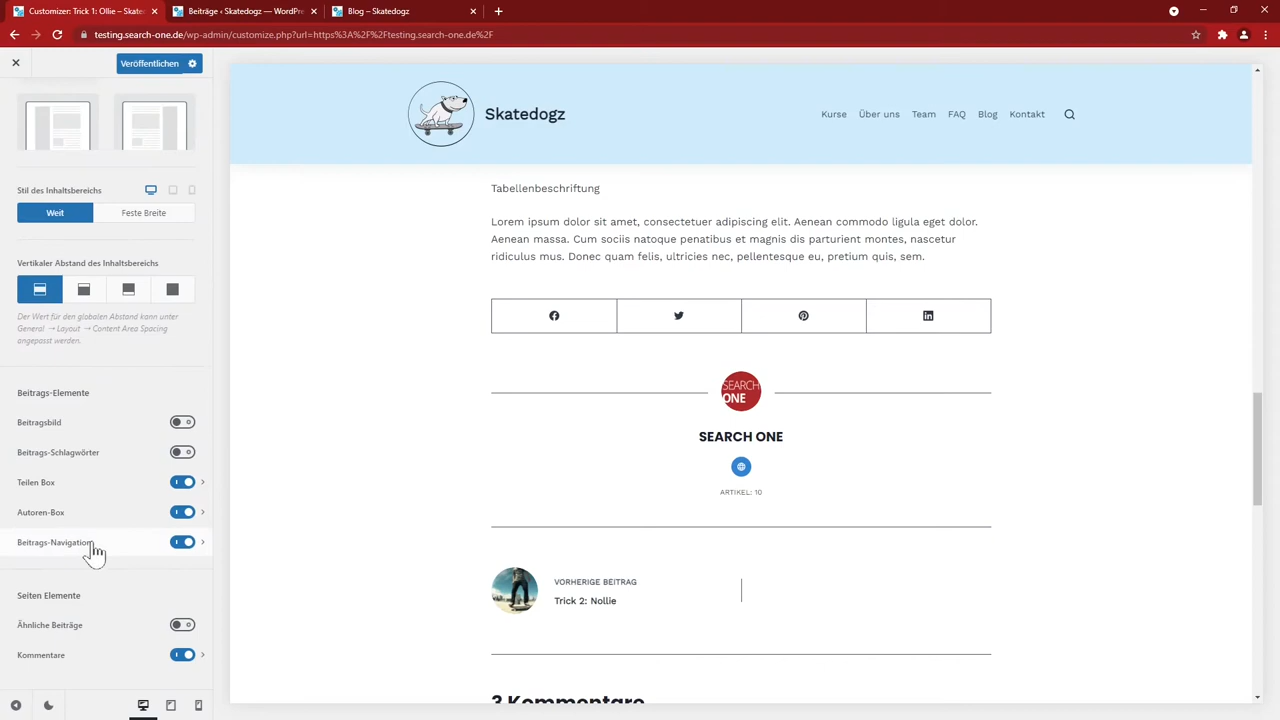 Customizer: Trick 1: Ollie – Skate
Beiträge ‹ Skatedogz — WordPr
Blog – Skatedogz
testing.search-one.de/wp-admin/customize.php?url=https%3A%2F%2Ftesting.search-one.de%2F
Veröffentlichen
Skatedogz
Kurse
Über uns
Team
FAQ
Blog
Kontakt
Stil des Inhaltsbereichs
Weit
Feste Breite
Vertikaler Abstand des Inhaltsbereichs
Der Wert für den globalen Abstand kann unter
General → Layout → Content Area Spacing
angepasst werden.
Beitrags-Elemente
Beitragsbild
Beitrags-Schlagwörter
Teilen Box
Autoren-Box
Beitrags-Navigation
Seiten Elemente
Ähnliche Beiträge
Kommentare
Tabellenbeschriftung
Lorem ipsum dolor sit amet, consectetuer adipiscing elit. Aenean commodo ligula eget dolor.
Aenean massa. Cum sociis natoque penatibus et magnis dis parturient montes, nascetur
ridiculus mus. Donec quam felis, ultricies nec, pellentesque eu, pretium quis, sem.
SEARCH
ONE
SEARCH ONE
ARTIKEL: 10
VORHERIGE BEITRAG
Trick 2: Nollie
3 Kommentare